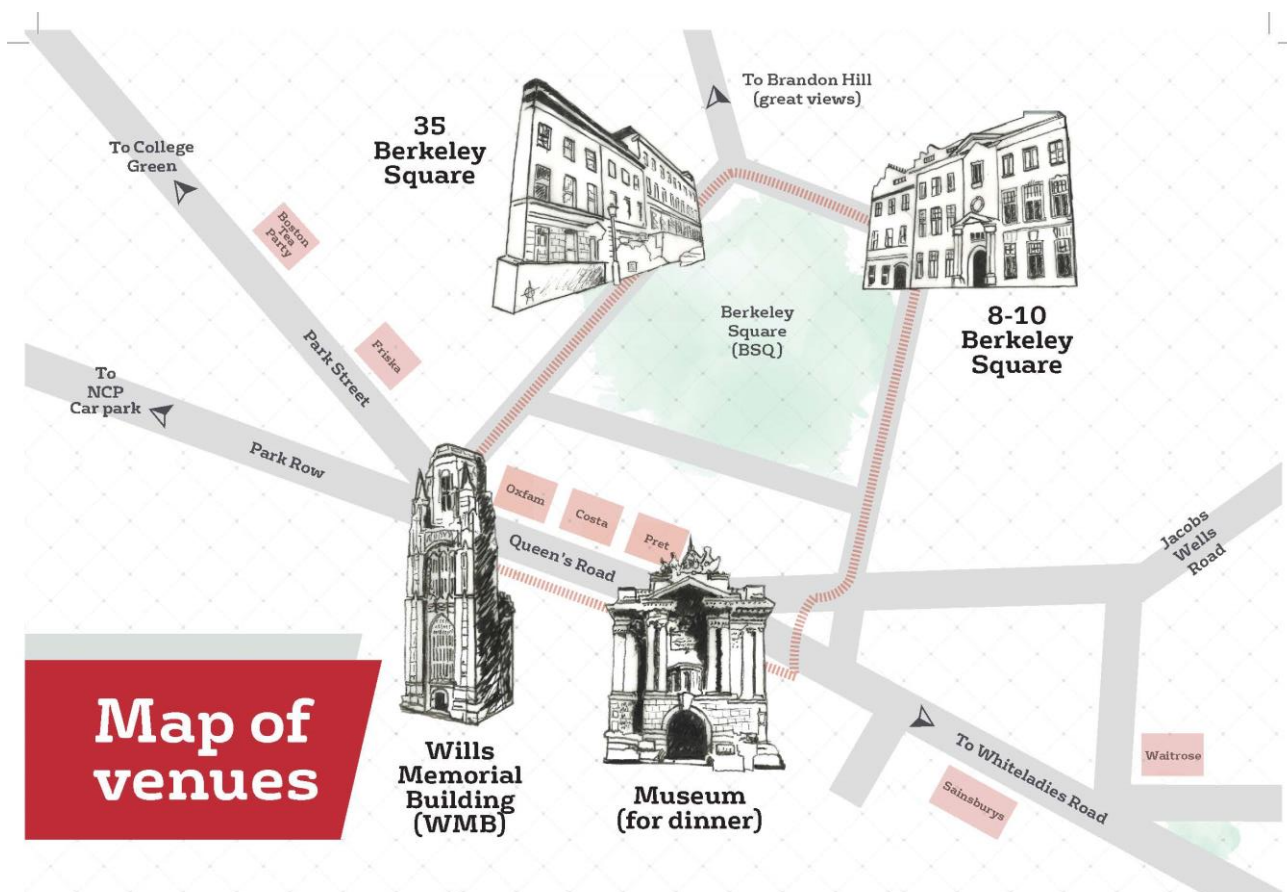 To Brandon Hill
(great views)
35
Berkeley
Square
To College
Green
Boston
Tea
Party
Berkeley
Square
(BSQ)
8-10
Berkeley
Square
Park Street
Friska
To
NCP
Car park
Park Row
Oxfam
Costa
Pret
Queen's Road
Jacobs
Wells
Road
Map of
venues
Wills
Memorial
Building
(WMB)
Museum
(for dinner)
To Whiteladies Road
Sainsburys
Waitrose